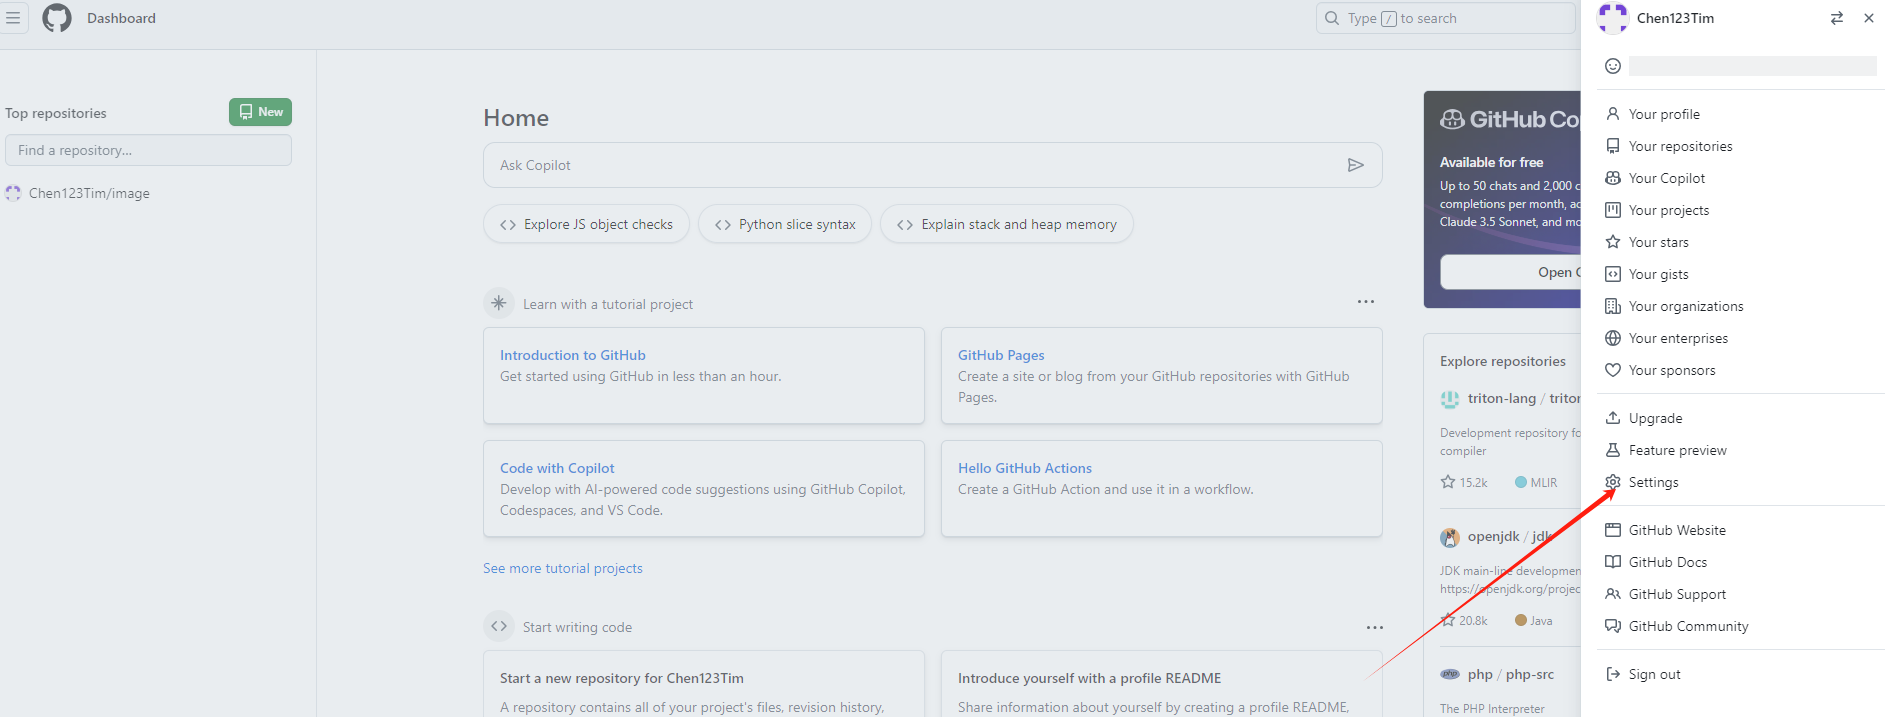 Dashboard
Type / to search
Top repositories
New
Find a repository...
Chen123Tim/image
Home
Ask Copilot
Explore JS object checks
Python slice syntax
Explain stack and heap memory
Learn with a tutorial project
Introduction to GitHub
Get started using GitHub in less than an hour.
GitHub Pages
Create a site or blog from your GitHub repositories with GitHub
Pages.
Code with Copilot
Develop with AI-powered code suggestions using GitHub Copilot,
Codespaces, and VS Code.
Hello GitHub Actions
Create a GitHub Action and use it in a workflow.
See more tutorial projects
Start writing code
Start a new repository for Chen123Tim
A repository contains all of your project's files, revision history,
Introduce yourself with a profile README
Share information about yourself by creating a profile README,
GitHub Co
Available for free
Up to 50 chats and 2,000 c
completions per month, ac
Claude 3.5 Sonnet, and mo
Open
Explore repositories
triton-lang / triton
Development repository fo
compiler
15.2k
MLIR
openjdk / jdk
JDK main-line developmen
https://openjdk.org/projec
20.8k
Java
php / php-src
The PHP Interpreter
Chen123Tim
Your profile
Your repositories
Your Copilot
Your projects
Your stars
Your gists
Your organizations
Your enterprises
Your sponsors
Upgrade
Feature preview
Settings
GitHub Website
GitHub Docs
GitHub Support
GitHub Community
Sign out